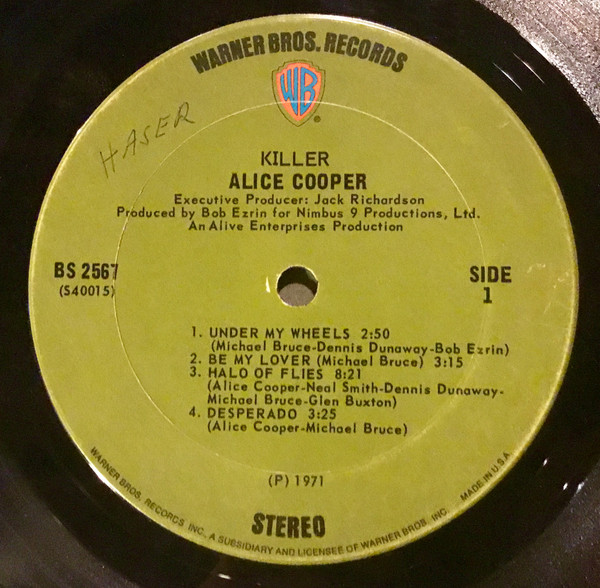 WARNER BROS. RECORDS
WB
®
HASER
KILLER
ALICE COOPER
Executive Producer: Jack Richardson
Produced by Bob Ezrin for Nimbus 9 Productions, Ltd.
An Alive Enterprises Production
BS 2567
(S40015)
SIDE
1
1. UNDER MY WHEELS 2:50
(Michael Bruce-Dennis Dunaway-Bob Ezrin)
2. BE MY LOVER (Michael Bruce) 3:15
3. HALO OF FLIES 8:21
(Alice Cooper-Neal Smith-Dennis Dunaway-
Michael Bruce-Glen Buxton)
4. DESPERADO 3:25
(Alice Cooper-Michael Bruce)
(P) 1971
STEREO
WARNER BROS. RECORDS INC. A SUBSIDIARY AND LICENSEE OF WARNER BROS. INC. MADE IN U.S.A.